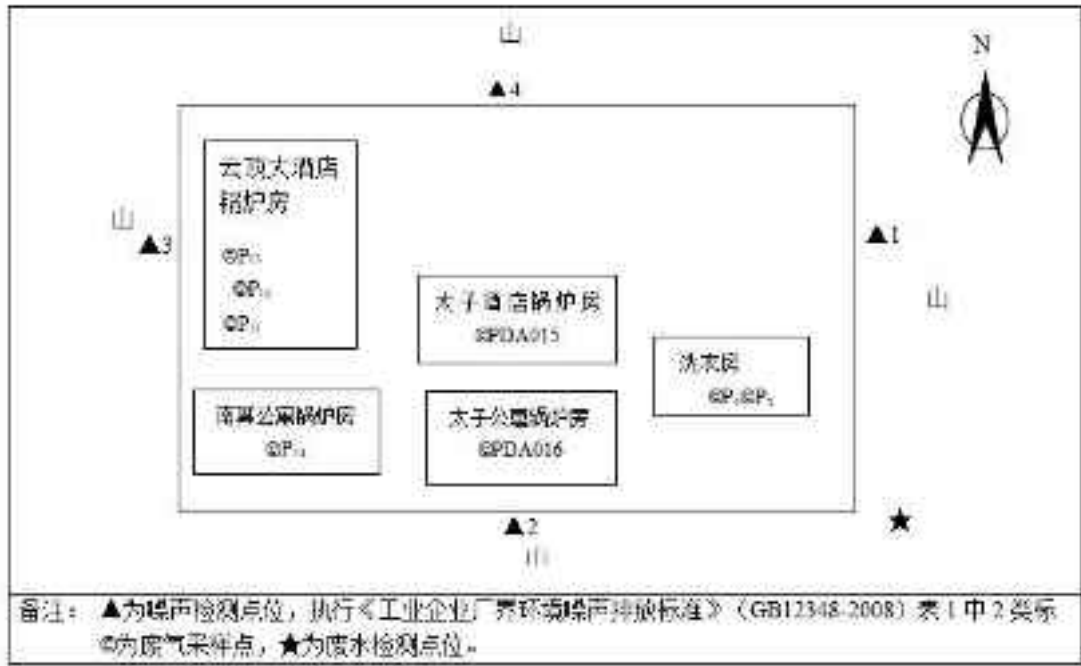 山
N
▲4
云顶大酒店
锅炉房
山
▲3
▲1
◎P
◎P
◎P
山
太子酒店锅炉房
◎PDA015
洗衣房
◎P ◎P
南翼公寓锅炉房
◎P
太子公寓锅炉房
◎PDA016
▲2
★
山
备注： ▲为噪声检测点位，执行《工业企业厂界环境噪声排放标准》（GB12348-2008）表 1 中 2 类标
◎为废气采样点，★为废水检测点位。